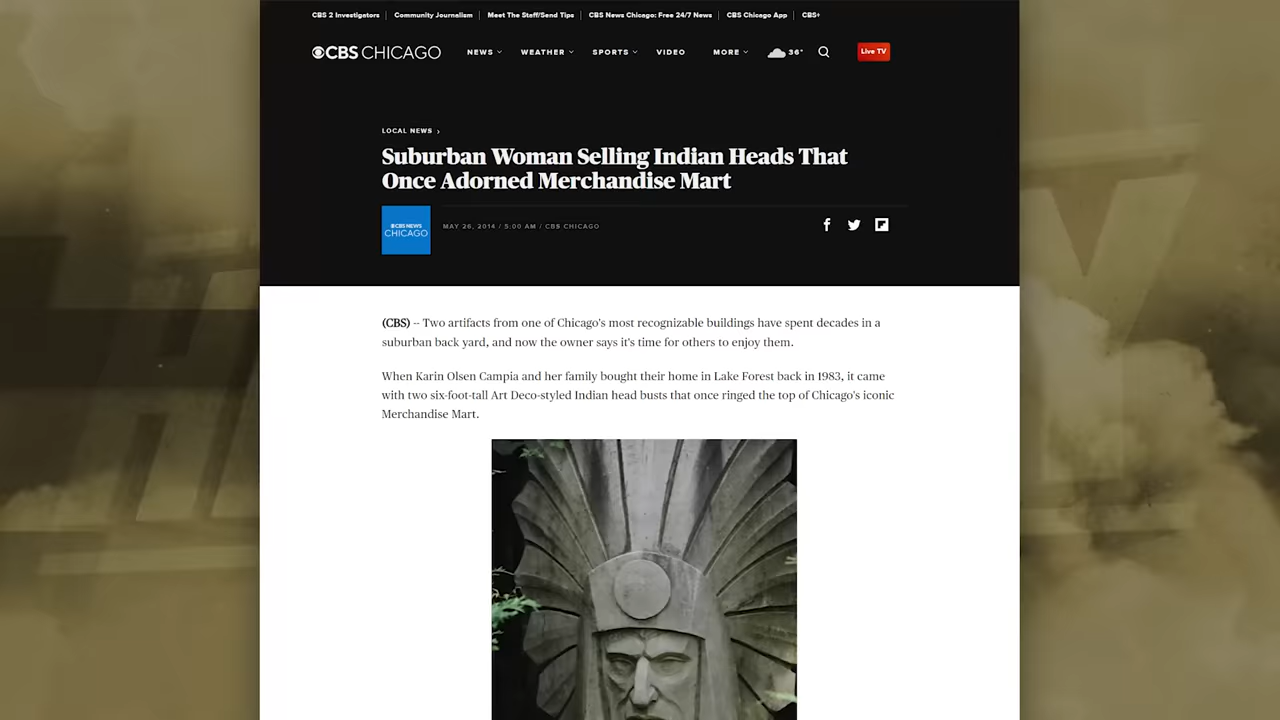 CBS 2 Investigators
Community Journalism
Meet The Staff/Send Tips
CBS News Chicago: Free 24/7 News
CBS Chicago App
CBS+
CBS CHICAGO
NEWS
WEATHER
SPORTS
VIDEO
MORE
36°
Live TV
LOCAL NEWS ›
Suburban Woman Selling Indian Heads That
Once Adorned Merchandise Mart
CBS NEWS
CHICAGO
MAY 26, 2014 / 5:00 AM / CBS CHICAGO
(CBS) -- Two artifacts from one of Chicago's most recognizable buildings have spent decades in a
suburban back yard, and now the owner says it's time for others to enjoy them.
When Karin Olsen Campia and her family bought their home in Lake Forest back in 1983, it came
with two six-foot-tall Art Deco-styled Indian head busts that once ringed the top of Chicago's iconic
Merchandise Mart.